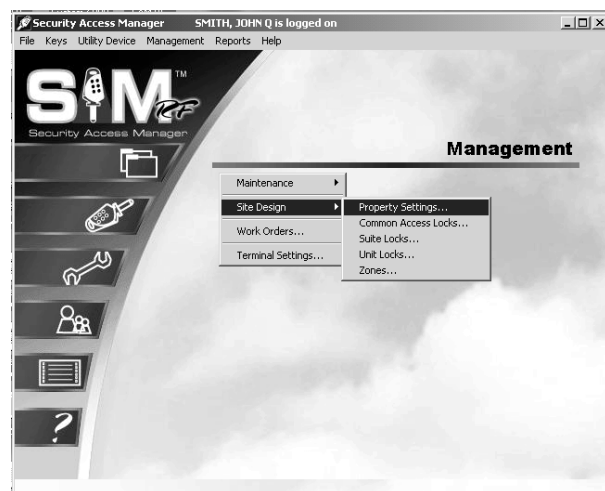 Security Access Manager SMITH, JOHN Q is logged on
File Keys Utility Device Management Reports Help
SAM TM
RF
Security Access Manager
Management
Maintenance
Site Design
Work Orders...
Terminal Settings...
Property Settings...
Common Access Locks...
Suite Locks...
Unit Locks...
Zones...
?